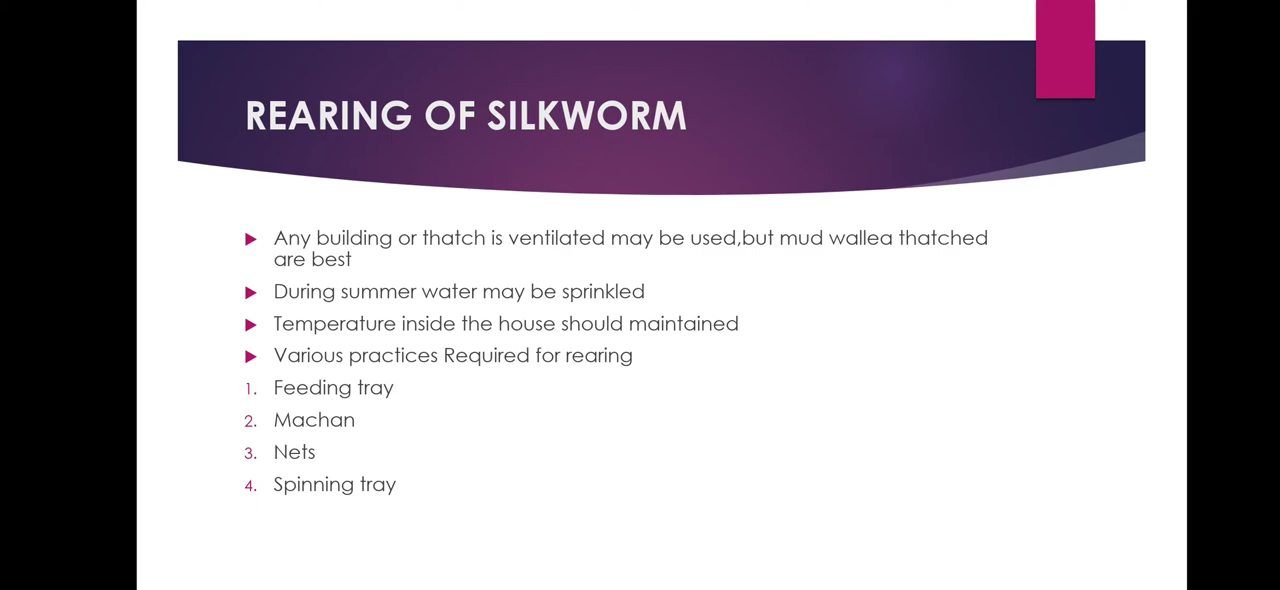 REARING OF SILKWORM
Any building or thatch is ventilated may be used,but mud wallea thatched
are best
During summer water may be sprinkled
Temperature inside the house should maintained
Various practices Required for rearing
1. Feeding tray
2. Machan
3. Nets
4. Spinning tray